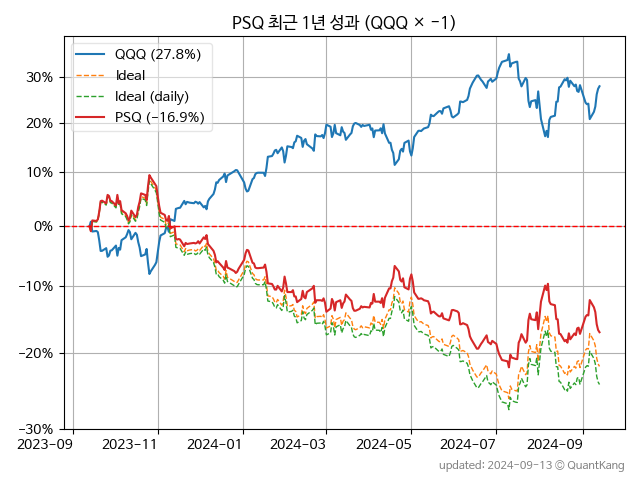 PSQ 최근 1년 성과 (QQQ × −1)
QQQ (27.8%)
Ideal
Ideal (daily)
PSQ (−16.9%)
30%
20%
10%
0%
−10%
−20%
−30%
2023-09
2023-11
2024-01
2024-03
2024-05
2024-07
2024-09
updated: 2024-09-13 ⓒ QuantKang